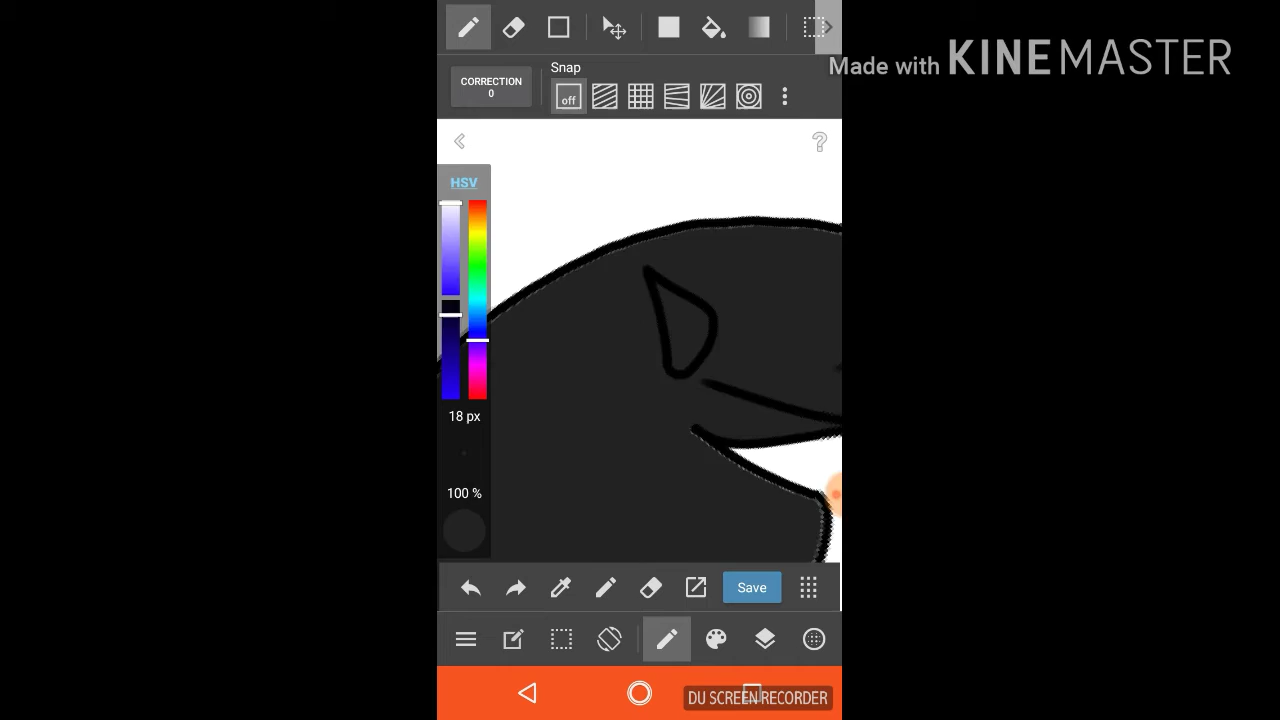 Made with KINEMASTER
CORRECTION
0
Snap
off
HSV
18 px
100 %
Save
DU SCREEN RECORDER